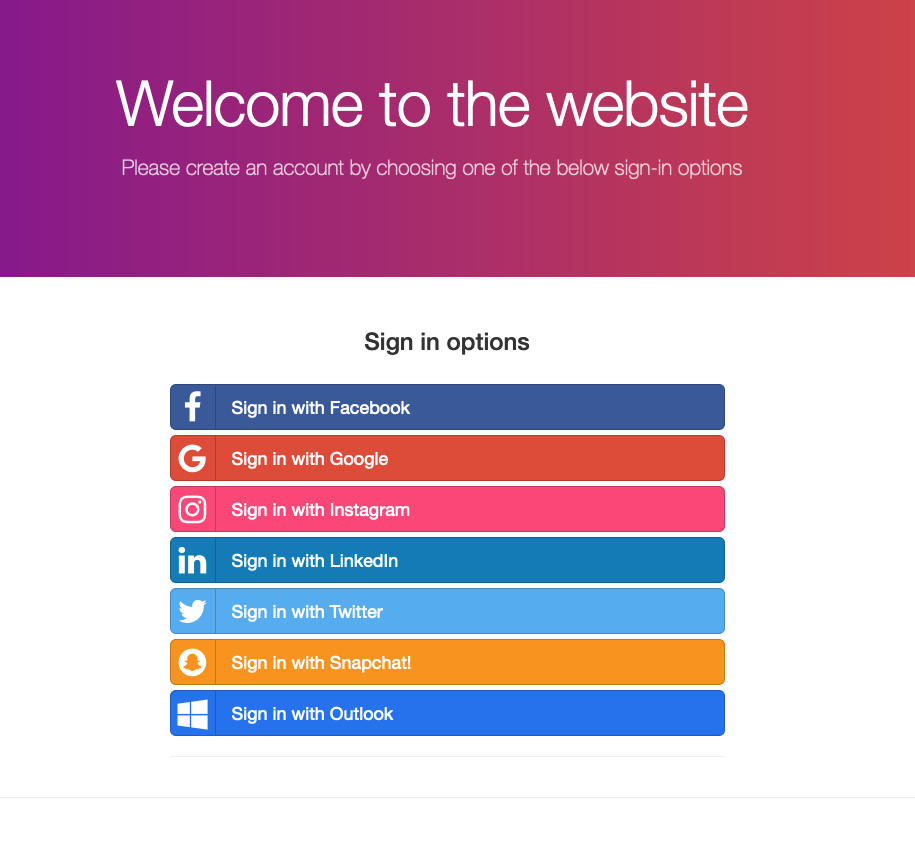 Welcome to the website
Please create an account by choosing one of the below sign-in options
Sign in options
Sign in with Facebook
Sign in with Google
Sign in with Instagram
Sign in with LinkedIn
Sign in with Twitter
Sign in with Snapchat!
Sign in with Outlook